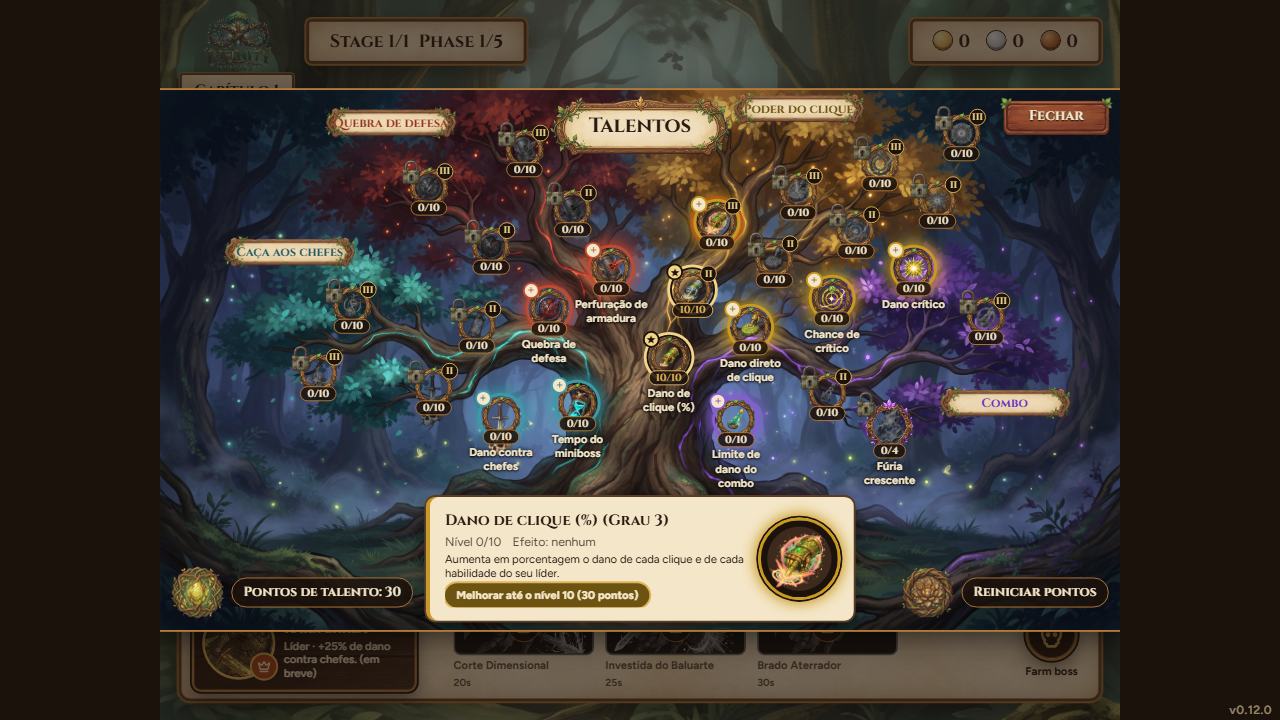 STAGE 1/1 PHASE 1/5
0
0
0
CAPÍTULO 1
QUEBRA DE DEFESA
TALENTOS
PODER DO CLIQUE
FECHAR
III
0/10
III
0/10
III
0/10
III
0/10
III
0/10
II
0/10
II
0/10
III
0/10
II
0/10
II
0/10
II
0/10
CAÇA AOS CHEFES
0/10
Perfuração de
armadura
II
10/10
0/10
Dano crítico
III
0/10
II
0/10
0/10
Quebra de
defesa
0/10
Chance de
crítico
III
0/10
0/10
Dano direto
de clique
III
0/10
II
0/10
10/10
Dano de
clique (%)
II
0/10
COMBO
0/10
Dano contra
chefes
0/10
Tempo do
miniboss
0/10
Limite de
dano do
combo
0/4
Fúria
crescente
DANO DE CLIQUE (%) (GRAU 3)
Nível 0/10 Efeito: nenhum
Aumenta em porcentagem o dano de cada clique e de cada
habilidade do seu líder.
Melhorar até o nível 10 (30 pontos)
PONTOS DE TALENTO: 30
REINICIAR PONTOS
Líder · +25% de dano
contra chefes. (em
breve)
Corte Dimensional
20s
Investida do Baluarte
25s
Brado Aterrador
30s
Farm boss
v0.12.0